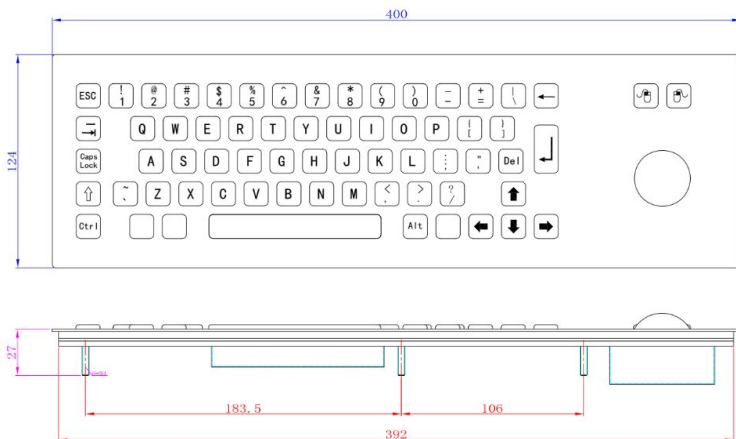 400
124
ESC ! 1 @ 2 # 3 $ 4 % 5 ^ 6 & 7 * 8 ( 9 ) 0 _ - + = | \
Q W E R T Y U I O P { [ } ]
Caps Lock A S D F G H J K L : ; " ' Del
~ ` Z X C V B N M < , > . ? /
Ctrl Alt
27
183.5 106
392